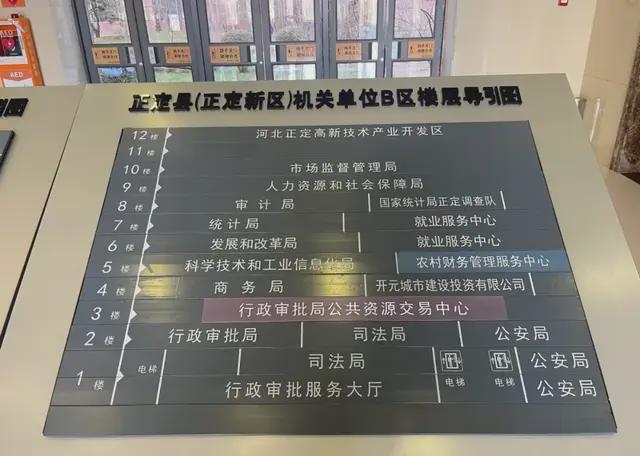 AED
引图
正定县(正定新区)机关单位B区楼层导引图
12楼 河北正定高新技术产业开发区
11楼
10楼 市场监督管理局
9楼 人力资源和社会保障局
8楼 审计局 国家统计局正定调查队
7楼 统计局 就业服务中心
6楼 发展和改革局 就业服务中心
5楼 科学技术和工业信息化局 农村财务管理服务中心
4楼 商务局 开元城市建设投资有限公司
3楼 行政审批局公共资源交易中心
2楼 行政审批局 司法局 公安局
1楼 电梯 司法局 电梯 电梯 公安局
行政审批服务大厅 公安局